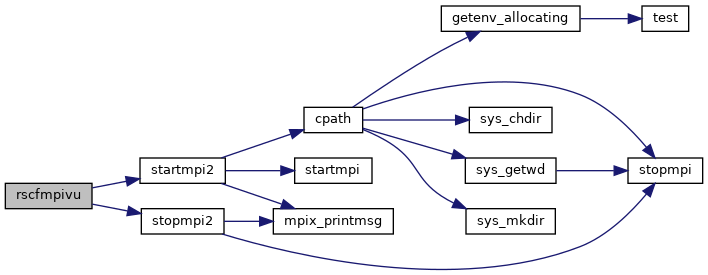 getenv_allocating
test
cpath
sys_chdir
startmpi2
startmpi
sys_getwd
stopmpi
rscfmpivu
stopmpi2
mpix_printmsg
sys_mkdir